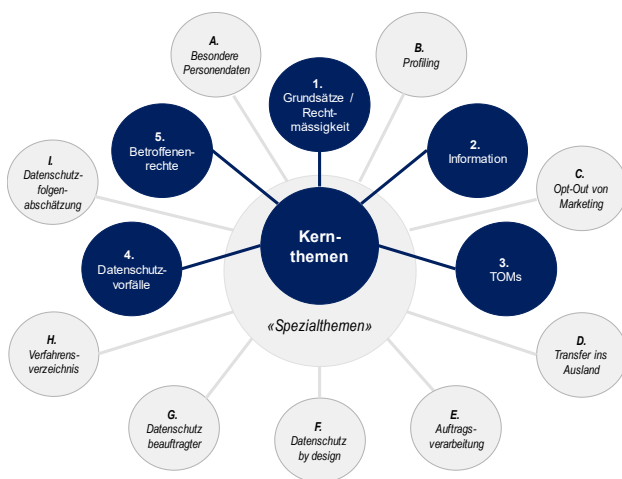 A.
Besondere
Personendaten
B.
Profiling
1.
Grundsätze /
Recht-
mässigkeit
5.
Betroffenen-
rechte
2.
Information
I.
Datenschutz-
folgen-
abschätzung
C.
Opt-Out von
Marketing
Kern-
themen
4.
Datenschutz-
vorfälle
3.
TOMs
«Spezialthemen»
H.
Verfahrens-
verzeichnis
D.
Transfer ins
Ausland
G.
Datenschutz
beauftragter
F.
Datenschutz
by design
E.
Auftrags-
verarbeitung